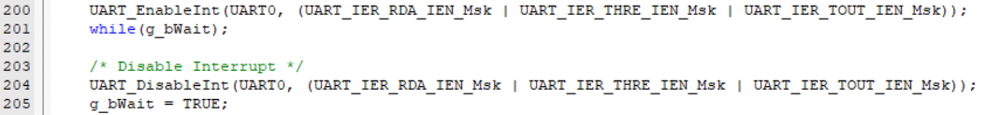 200 UART_EnableInt(UART0, (UART_IER_RDA_IEN_Msk | UART_IER_THRE_IEN_Msk | UART_IER_TOUT_IEN_Msk));
201 while(g_bWait);
202
203 /* Disable Interrupt */
204 UART_DisableInt(UART0, (UART_IER_RDA_IEN_Msk | UART_IER_THRE_IEN_Msk | UART_IER_TOUT_IEN_Msk));
205 g_bWait = TRUE;